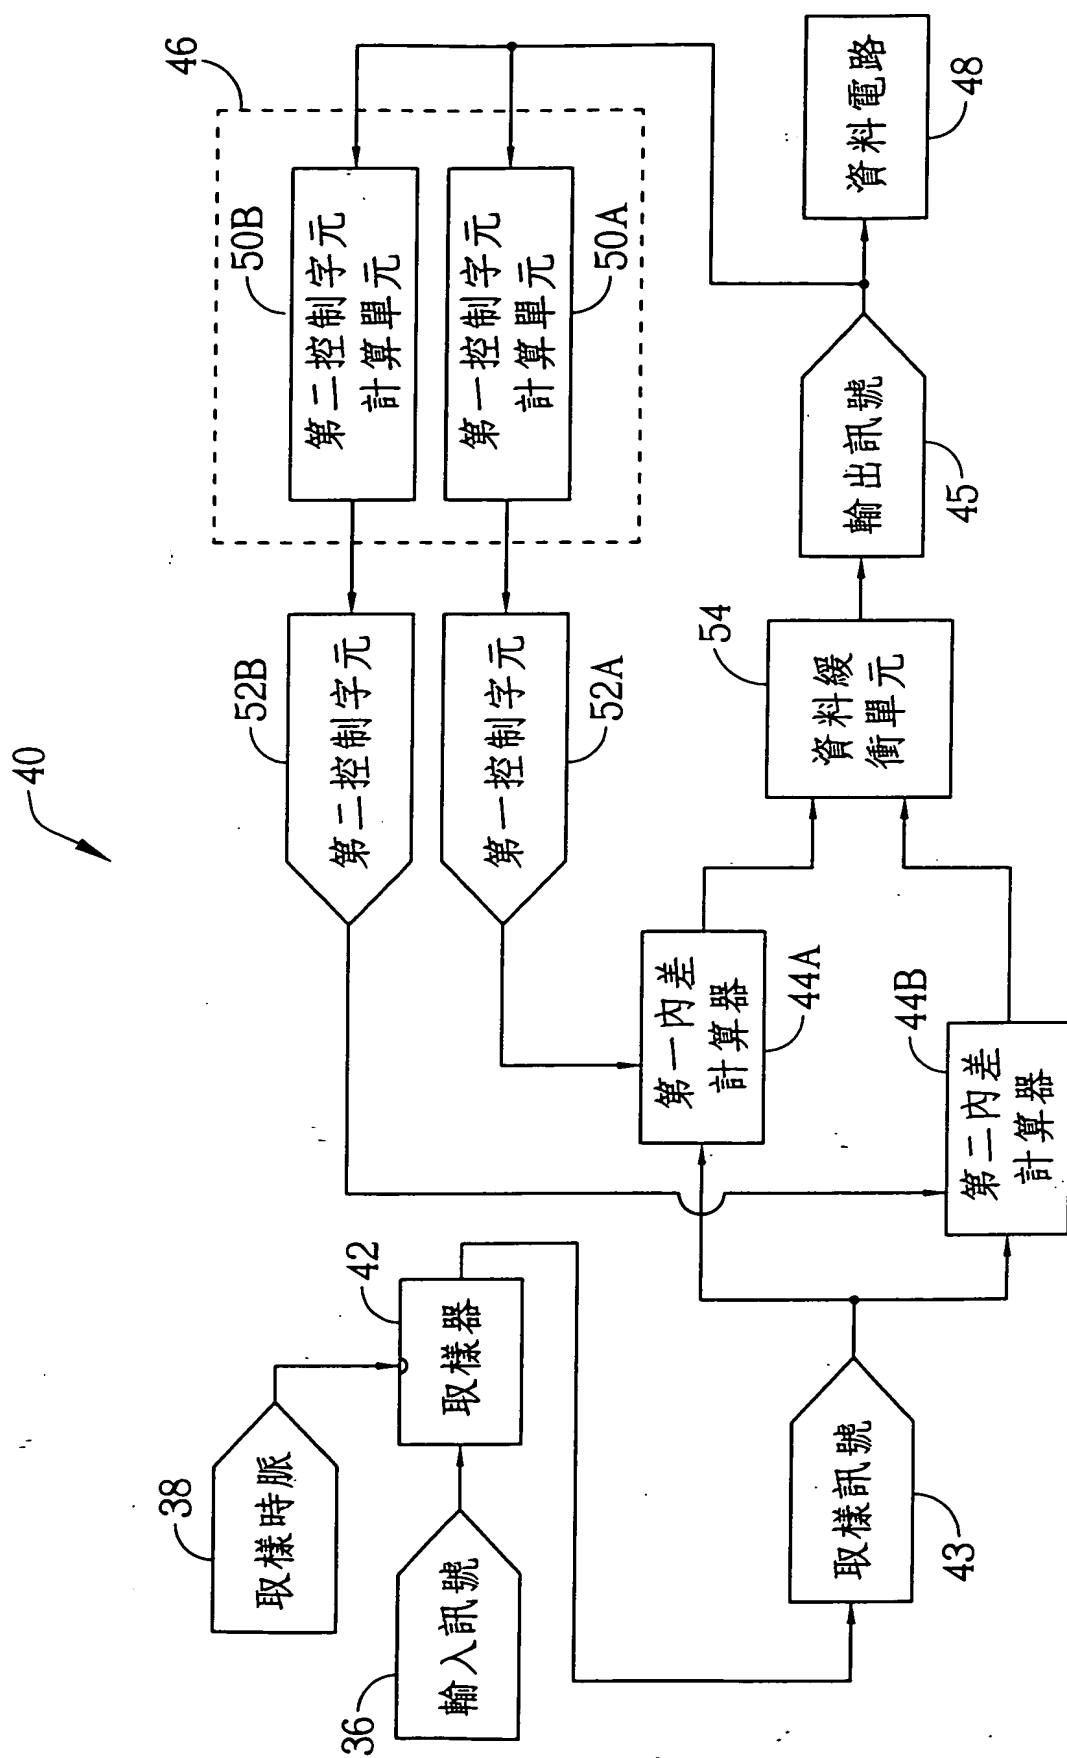 40
38
取樣時脈
36
輸入訊號
42
取樣器
52B
第二控制字元
52A
第一控制字元
46
50B
第二控制字元
計算單元
50A
第一控制字元
計算單元
43
取樣訊號
44A
第一內差
計算器
44B
第二內差
計算器
54
資料緩
衝單元
45
輸出訊號
48
資料電路